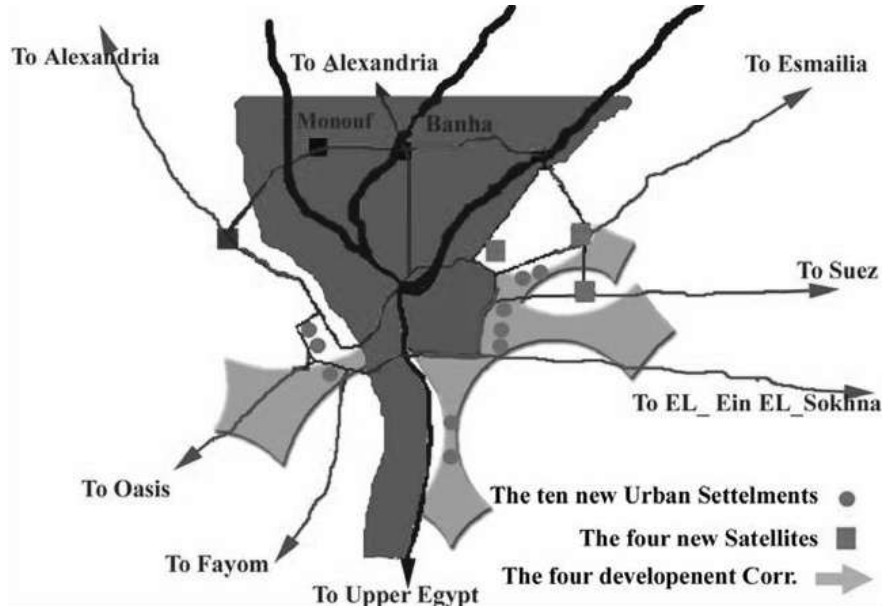 To Alexandria
To Alexandria
To Esmailia
Monouf
Banha
To Suez
To EL_ Ein EL_Sokhna
To Oasis
The ten new Urban Settelments
The four new Satellites
To Fayom
The four developenent Corr.
To Upper Egypt